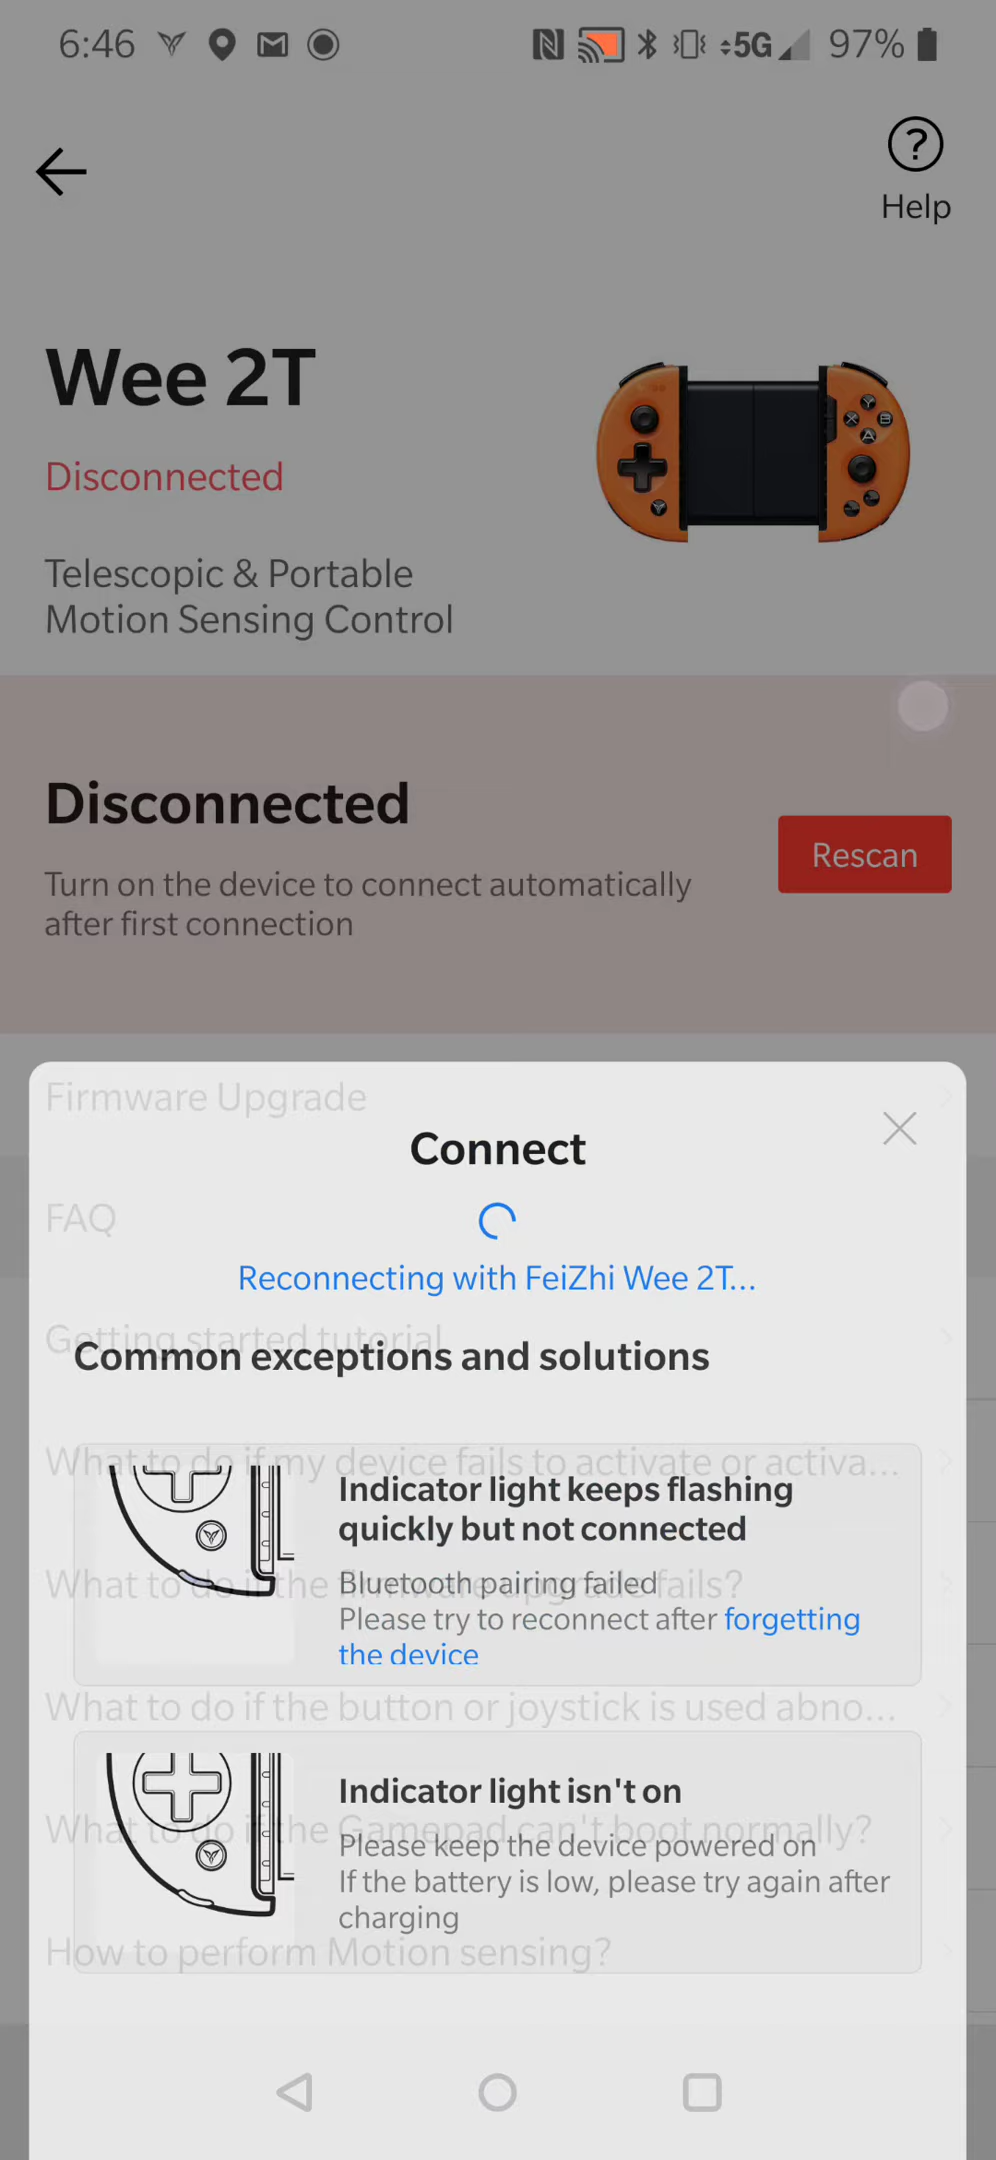 6:46
5G
97%
?
Help
Wee 2T
Disconnected
Telescopic & Portable
Motion Sensing Control
Y
X
B
A
Disconnected
Turn on the device to connect automatically
after first connection
Rescan
Firmware Upgrade
Connect
FAQ
Reconnecting with FeiZhi Wee 2T...
Getting started tutorial
Common exceptions and solutions
What to do if my device fails to activate or activa...
Indicator light keeps flashing
quickly but not connected
What to do if the firmware upgrade fails?
Bluetooth pairing failed
Please try to reconnect after forgetting
the device
What to do if the button or joystick is used abno...
Indicator light isn't on
What to do if the Gamepad can't boot normally?
Please keep the device powered on
If the battery is low, please try again after
charging
How to perform Motion sensing?